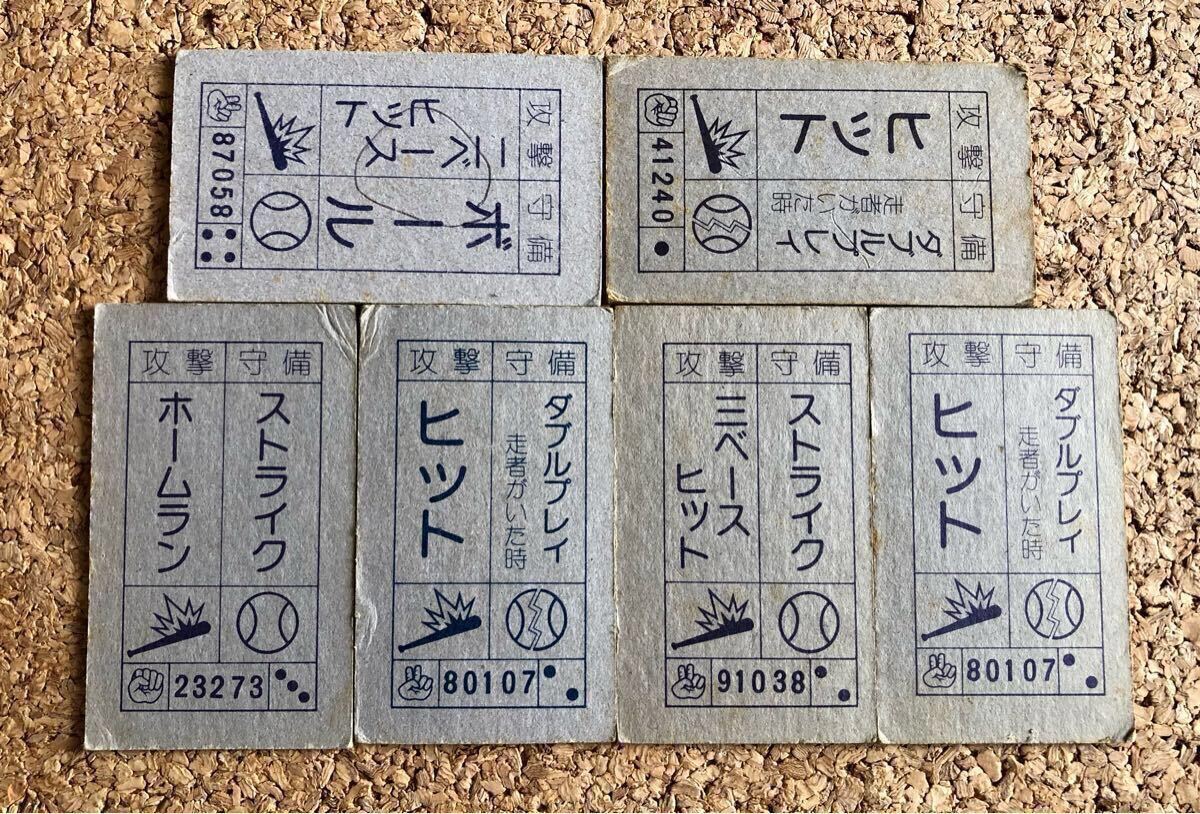 攻撃 守備
二ベース
ヒット
ボール
87058
攻撃 守備
ヒット
ダブルプレイ
走者がいた時
41240
攻撃 守備
ストライク
ホームラン
23273
攻撃 守備
ダブルプレイ
走者がいた時
ヒット
80107
攻撃 守備
ストライク
三ベース
ヒット
91038
攻撃 守備
ダブルプレイ
走者がいた時
ヒット
80107